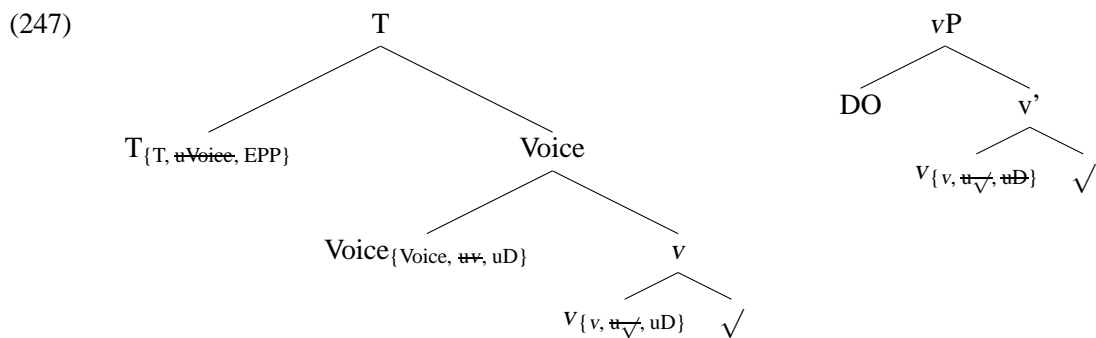 (247) T vP
DO v'
T{T, uVoice, EPP} Voice
v{v, u√, uD} √
Voice{Voice, uv, uD} v
v{v, u√, uD} √